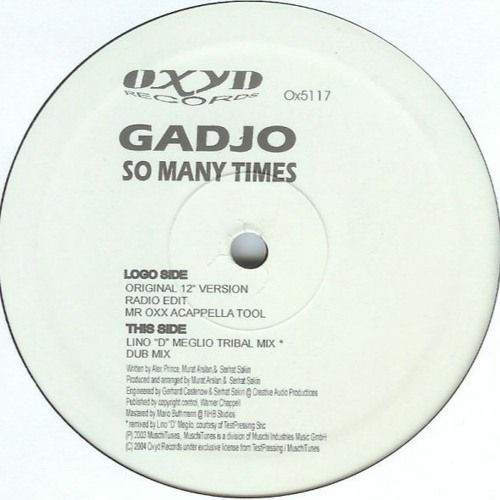 OXYD
RECORDS
Ox5117
GADJO
SO MANY TIMES
LOGO SIDE
ORIGINAL 12" VERSION
RADIO EDIT
MR OXX ACAPPELLA TOOL
THIS SIDE
LINO "D" MEGLIO TRIBAL MIX *
DUB MIX
Written by Alex Prince, Murat Arslan,& Serhat Sakin
Produced and arranged by Murat Arslan & Serhat Sakin
Engineered by Gerhard Castenow & Serhat Sakin @ Creative Audio Productions
Published by copyright control, Warner Chappell
Mastered by Mario Buthmann @ NHB Studios
* remixed by Lino "D" Meglio, courtesy of TestPressing Snc
(P) 2003 MuschiTunes, MuschiTunes is a division of Muschi Industries Music GmbH
(C) 2004 Oxyd Records under exclusive license from TestPressing / MuschiTunes